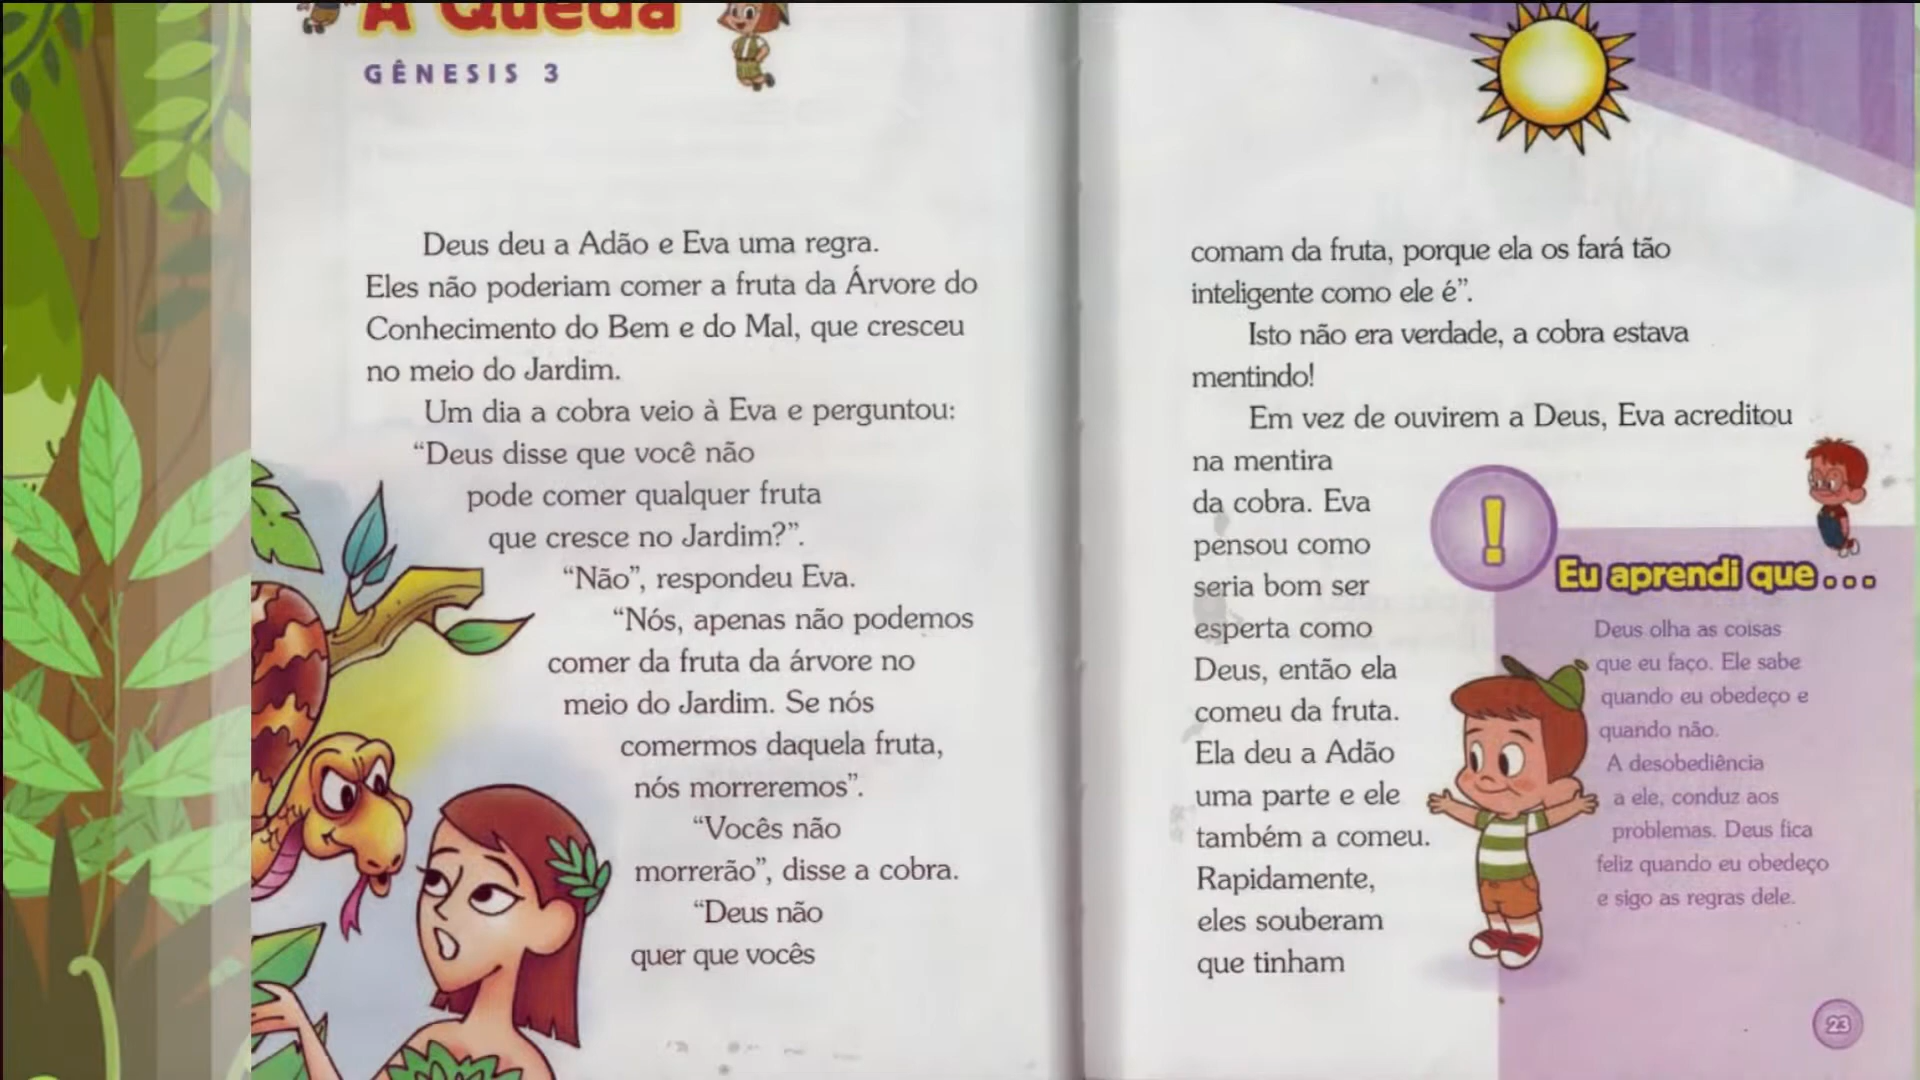 A Queda
GÊNESIS 3
Deus deu a Adão e Eva uma regra.
Eles não poderiam comer a fruta da Árvore do
Conhecimento do Bem e do Mal, que cresceu
no meio do Jardim.
Um dia a cobra veio à Eva e perguntou:
“Deus disse que você não
pode comer qualquer fruta
que cresce no Jardim?”.
“Não”, respondeu Eva.
“Nós, apenas não podemos
comer da fruta da árvore no
meio do Jardim. Se nós
comermos daquela fruta,
nós morreremos”.
“Vocês não
morrerão”, disse a cobra.
“Deus não
quer que vocês
comam da fruta, porque ela os fará tão
inteligente como ele é”.
Isto não era verdade, a cobra estava
mentindo!
Em vez de ouvirem a Deus, Eva acreditou
na mentira
da cobra. Eva
pensou como
seria bom ser
esperta como
Deus, então ela
comeu da fruta.
Ela deu a Adão
uma parte e ele
também a comeu.
Rapidamente,
eles souberam
que tinham
!
Eu aprendi que...
Deus olha as coisas
que eu faço. Ele sabe
quando eu obedeço e
quando não.
A desobediência
a ele, conduz aos
problemas. Deus fica
feliz quando eu obedeço
e sigo as regras dele.
23